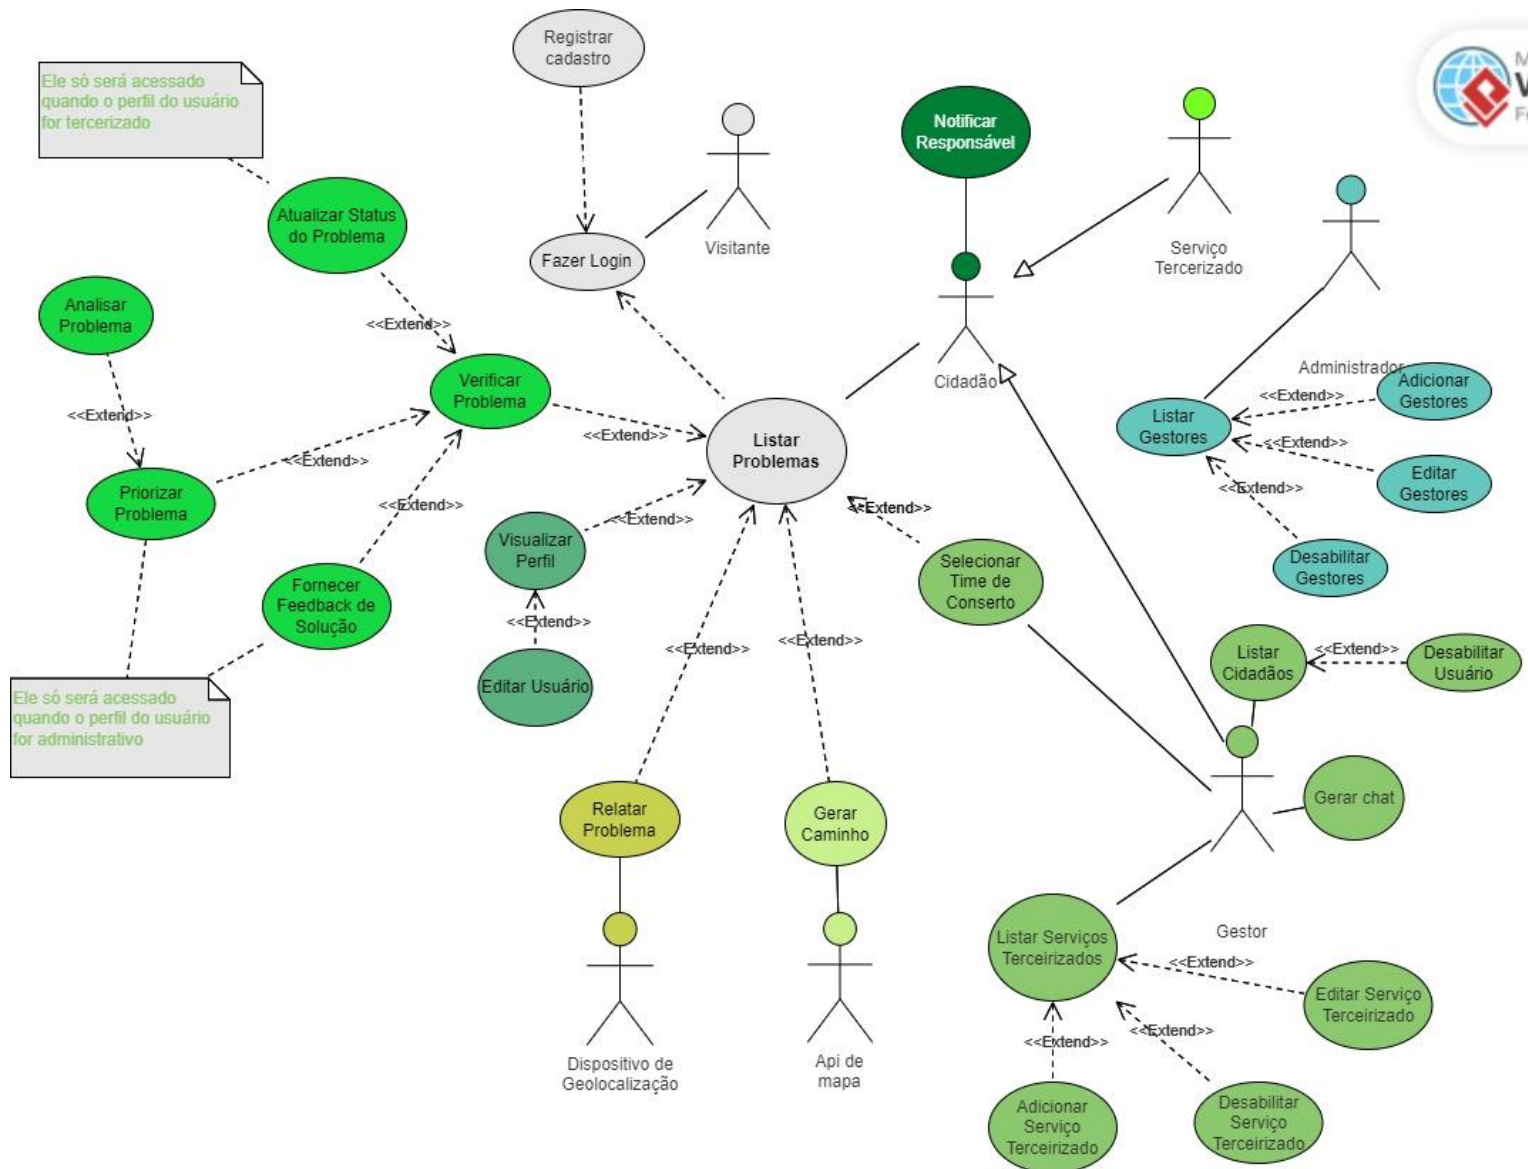 Registrar
cadastro
Ele só será acessado
quando o perfil do usuário
for tercerizado
Notificar
Responsável
Atualizar Status
do Problema
Fazer Login
Visitante
Serviço
Tercerizado
Analisar
Problema
<<Extend>>
<<Extend>>
Verificar
Problema
Cidadão
Administrador
Adicionar
Gestores
<<Extend>>
Listar
Gestores
<<Extend>>
<<Extend>>
Listar
Problemas
<<Extend>>
Editar
Gestores
<<Extend>>
Priorizar
Problema
<<Extend>>
<<Extend>>
<<Extend>>
Visualizar
Perfil
Selecionar
Time de
Conserto
Desabilitar
Gestores
Fornecer
Feedback de
Solução
<<Extend>>
<<Extend>>
<<Extend>>
<<Extend>>
Listar
Cidadãos
<<Extend>>
Desabilitar
Usuário
Editar Usuário
Ele só será acessado
quando o perfil do usuário
for administrativo
Relatar
Problema
Gerar
Caminho
Gerar chat
Listar Serviços
Terceirizados
Gestor
<<Extend>>
Editar Serviço
Terceirizado
<<Extend>>
<<Extend>>
Dispositivo de
Geolocalização
Api de
mapa
Adicionar
Serviço
Terceirizado
Desabilitar
Serviço
Terceirizado